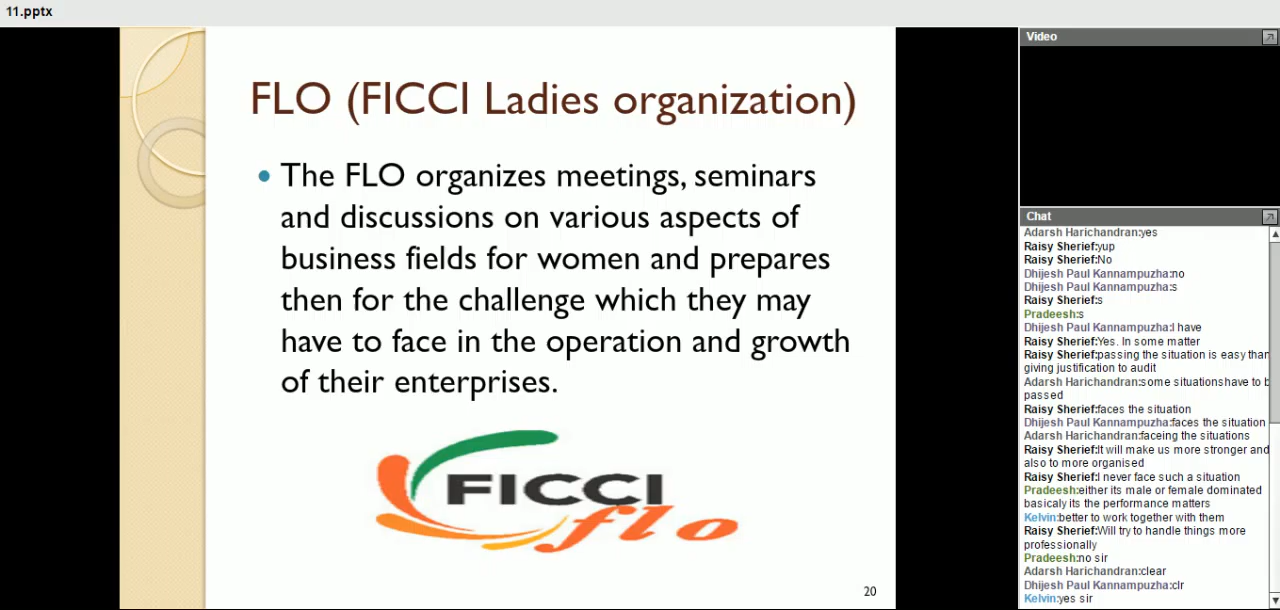 11.pptx
FLO (FICCI Ladies organization)
• The FLO organizes meetings, seminars
and discussions on various aspects of
business fields for women and prepares
then for the challenge which they may
have to face in the operation and growth
of their enterprises.
FICCI
flo
20
Video
Chat
Adarsh Harichandran:yes
Raisy Sherief:yup
Raisy Sherief:No
Dhijesh Paul Kannampuzha:no
Dhijesh Paul Kannampuzha:s
Raisy Sherief:s
Pradeesh:s
Dhijesh Paul Kannampuzha:I have
Raisy Sherief:Yes. In some matter
Raisy Sherief:passing the situation is easy than
giving justification to audit
Adarsh Harichandran:some situationshave to b
passed
Raisy Sherief:faces the situation
Dhijesh Paul Kannampuzha:faces the situation
Adarsh Harichandran:faceing the situations
Raisy Sherief:It will make us more stronger and
also to more organised
Raisy Sherief:I never face such a situation
Pradeesh:either its male or female dominated
basicaly its the performance matters
Kelvin:better to work together with them
Raisy Sherief:Will try to handle things more
professionally
Pradeesh:no sir
Adarsh Harichandran:clear
Dhijesh Paul Kannampuzha:clr
Kelvin:yes sir